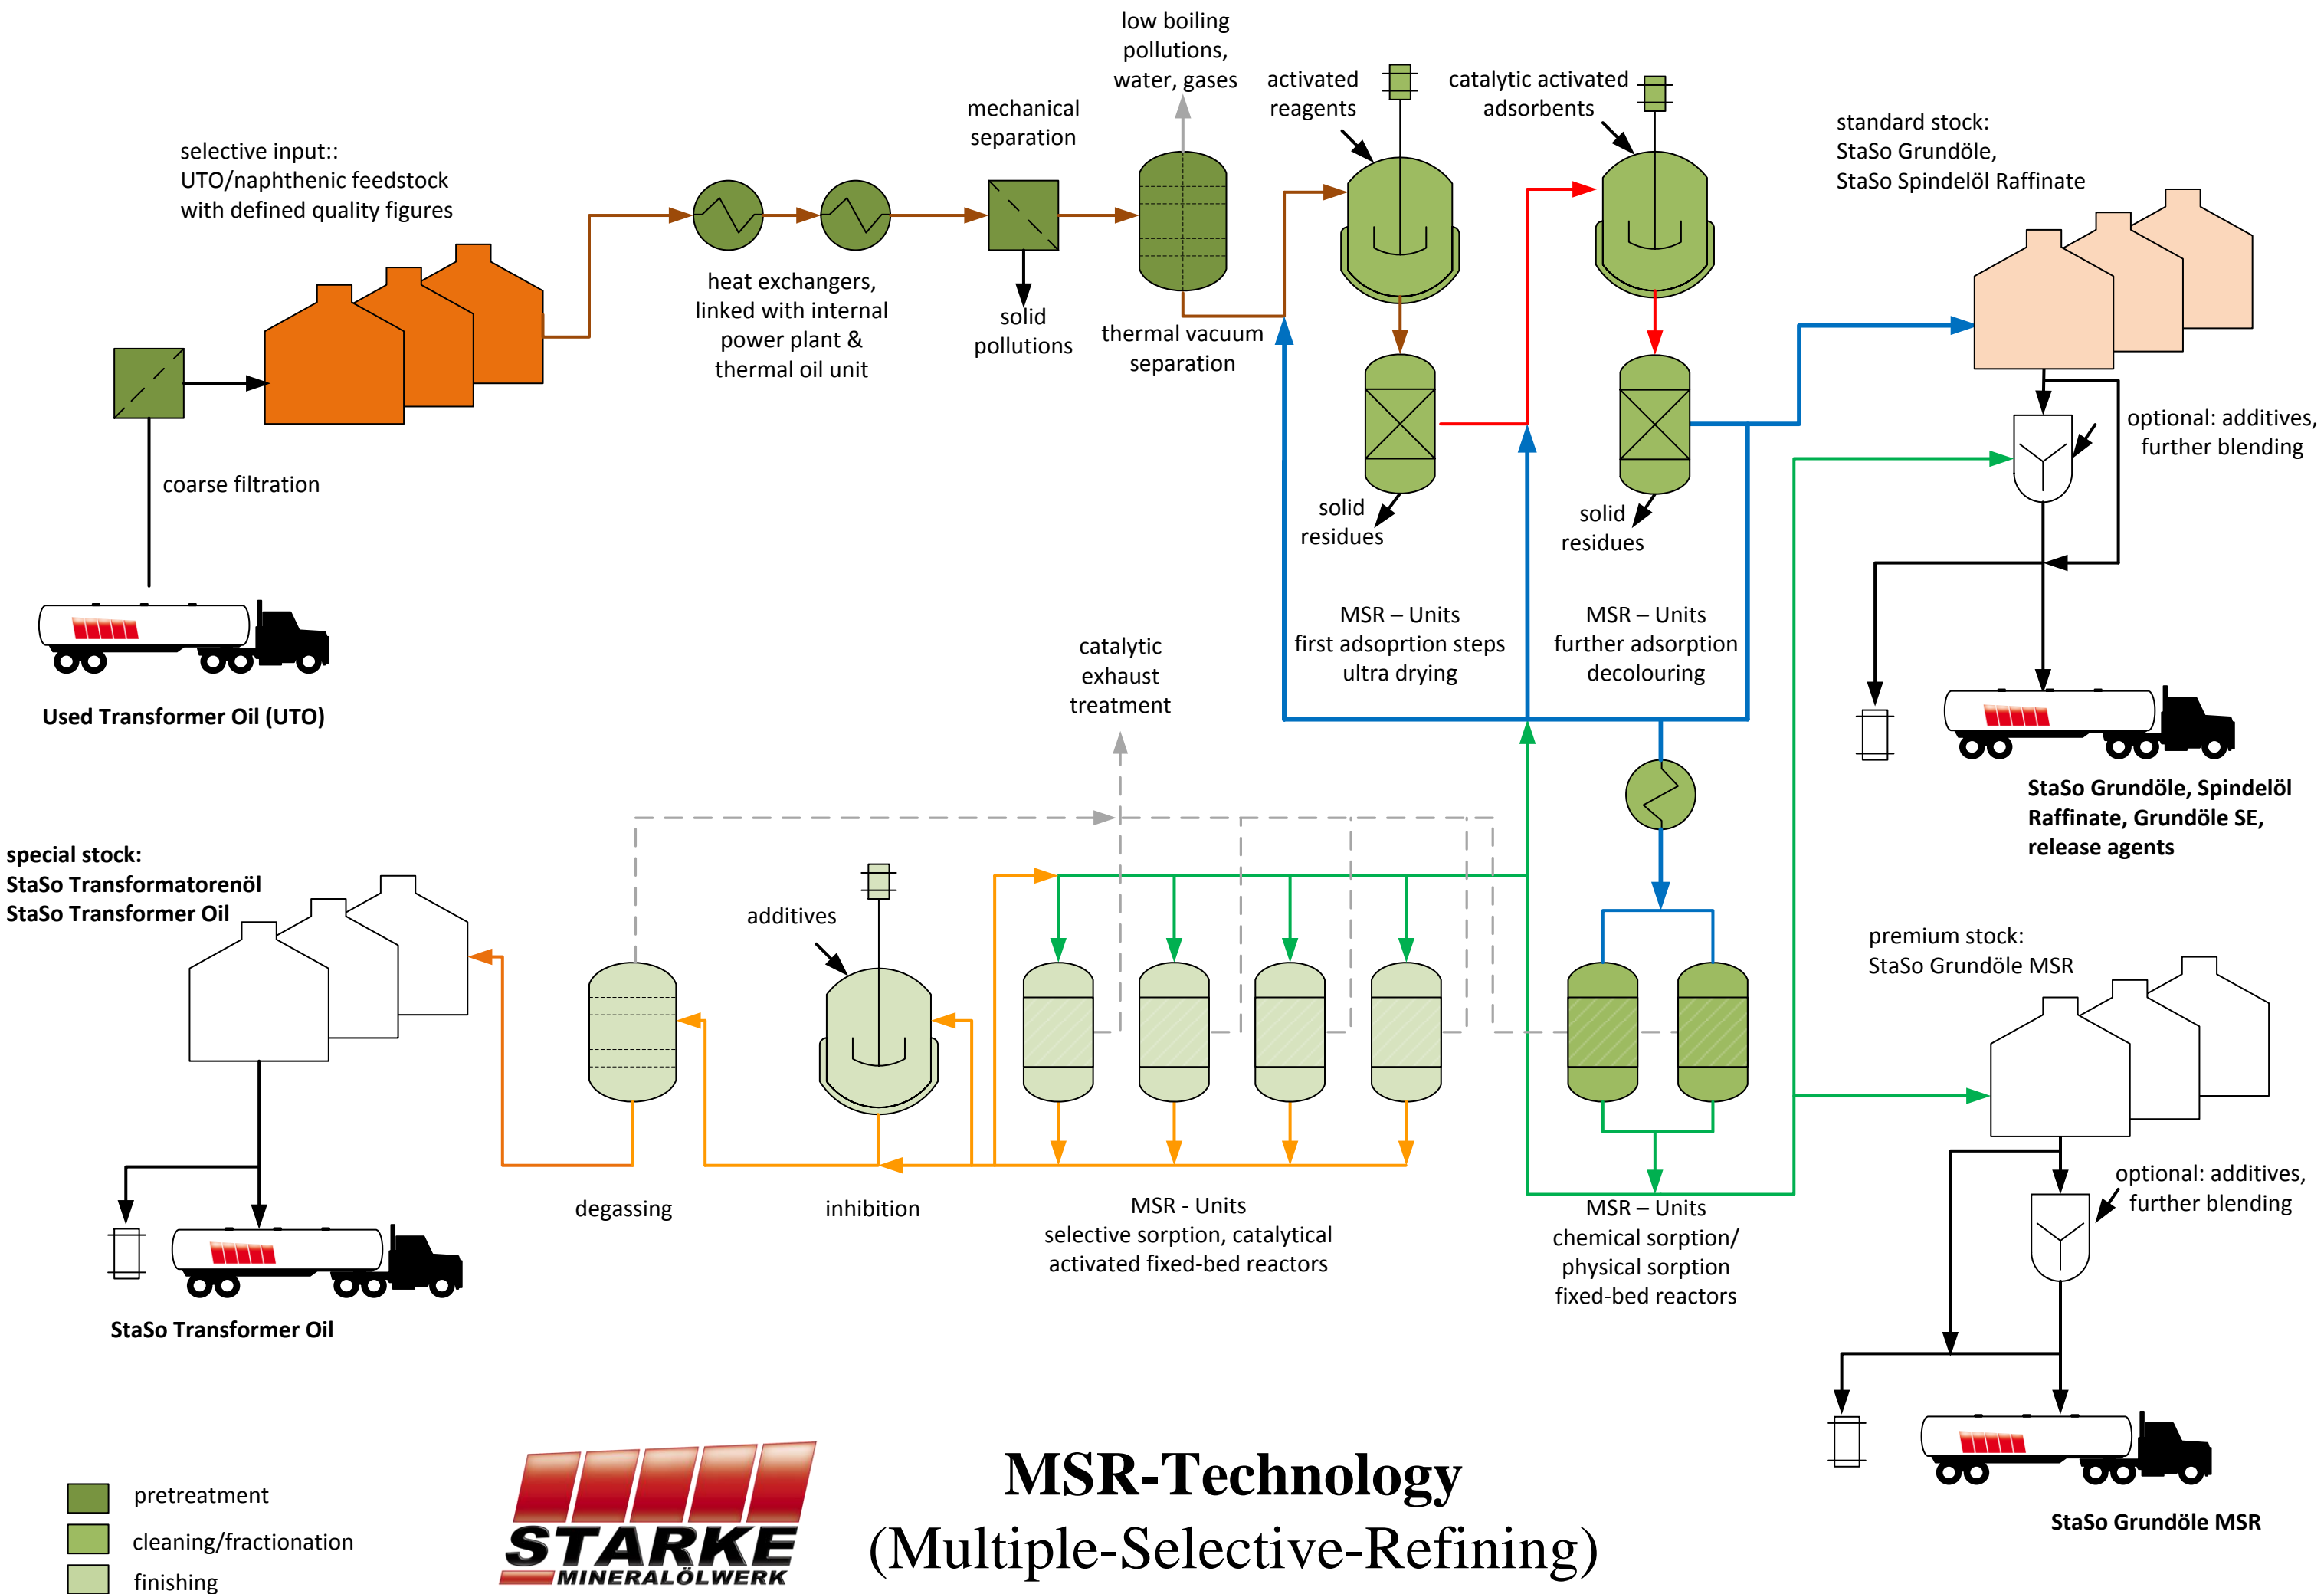 low boiling
pollutions,
water, gases
activated
reagents
catalytic activated
adsorbents
mechanical
separation
standard stock:
StaSo Grundöle,
StaSo Spindelöl Raffinate
selective input::
UTO/naphthenic feedstock
with defined quality figures
heat exchangers,
linked with internal
power plant &
thermal oil unit
solid
pollutions
thermal vacuum
separation
optional: additives,
further blending
coarse filtration
solid
residues
solid
residues
MSR – Units
first adsoprtion steps
ultra drying
MSR – Units
further adsorption
decolouring
catalytic
exhaust
treatment
Used Transformer Oil (UTO)
StaSo Grundöle, Spindelöl
Raffinate, Grundöle SE,
release agents
special stock:
StaSo Transformatorenöl
StaSo Transformer Oil
additives
premium stock:
StaSo Grundöle MSR
degassing
inhibition
MSR - Units
selective sorption, catalytical
activated fixed-bed reactors
MSR – Units
chemical sorption/
physical sorption
fixed-bed reactors
optional: additives,
further blending
StaSo Transformer Oil
StaSo Grundöle MSR
pretreatment
cleaning/fractionation
finishing
STARKE
MINERALÖLWERK
MSR-Technology
(Multiple-Selective-Refining)